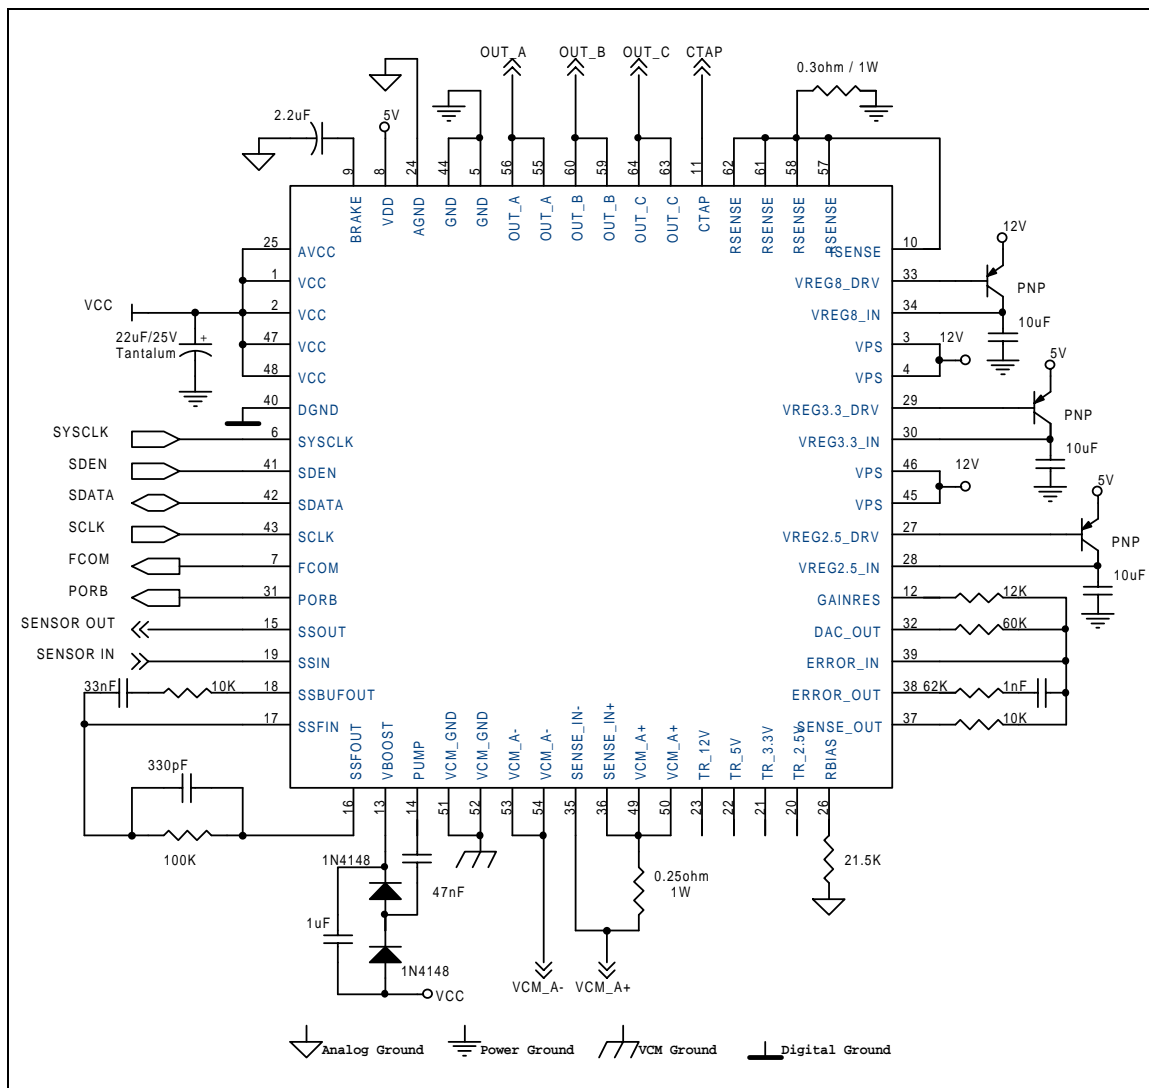 OUT_A
OUT_B
OUT_C
CTAP
0.3ohm / 1W
2.2uF
5V
9
8
24
44
5
56
55
60
59
64
63
11
62
61
58
57
BRAKE
VDD
AGND
GND
GND
OUT_A
OUT_A
OUT_B
OUT_B
OUT_C
OUT_C
CTAP
RSENSE
RSENSE
RSENSE
RSENSE
25 AVCC
1 VCC
VCC
2 VCC
22uF/25V
Tantalum
+
47 VCC
48 VCC
40 DGND
SYSCLK 6 SYSCLK
SDEN 41 SDEN
SDATA 42 SDATA
SCLK 43 SCLK
FCOM 7 FCOM
PORB 31 PORB
SENSOR OUT 15 SSOUT
SENSOR IN 19 SSIN
33nF 10K 18 SSBUFOUT
17 SSFIN
ISENSE 10
12V
VREG8_DRV 33
PNP
VREG8_IN 34
10uF
VPS 3
12V
VPS 4
5V
VREG3.3_DRV 29
PNP
VREG3.3_IN 30
10uF
VPS 46
12V
VPS 45
5V
VREG2.5_DRV 27
PNP
VREG2.5_IN 28
10uF
GAINRES 12 12K
DAC_OUT 32 60K
ERROR_IN 39
ERROR_OUT 38 62K 1nF
SENSE_OUT 37 10K
SSFOUT
VBOOST
PUMP
VCM_GND
VCM_GND
VCM_A-
VCM_A-
SENSE_IN-
SENSE_IN+
VCM_A+
VCM_A+
TR_12V
TR_5V
TR_3.3V
TR_2.5V
RBIAS
16
13
14
51
52
53
54
35
36
49
50
23
22
21
20
26
330pF
100K
1N4148
47nF
1uF
1N4148
VCC
0.25ohm
1W
21.5K
VCM_A-
VCM_A+
Analog Ground
Power Ground
VCM Ground
Digital Ground